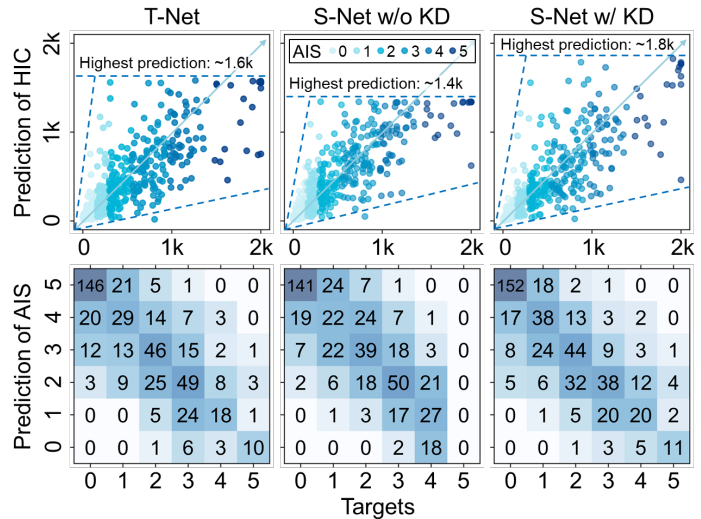 T-Net
S-Net w/o KD
S-Net w/ KD
Prediction of HIC
2k
1k
0
Highest prediction: ~1.6k
AIS 0 1 2 3 4 5
Highest prediction: ~1.4k
Highest prediction: ~1.8k
0 1k 2k
0 1k 2k
0 1k 2k
Prediction of AIS
5 146 21 5 1 0 0
4 20 29 14 7 3 0
3 12 13 46 15 2 1
2 3 9 25 49 8 3
1 0 0 5 24 18 1
0 0 0 1 6 3 10
0 1 2 3 4 5
141 24 7 1 0 0
19 22 24 7 1 0
7 22 39 18 3 0
2 6 18 50 21 0
0 1 3 17 27 0
0 0 0 2 18 0
0 1 2 3 4 5
152 18 2 1 0 0
17 38 13 3 2 0
8 24 44 9 3 1
5 6 32 38 12 4
0 1 5 20 20 2
0 0 0 3 5 11
0 1 2 3 4 5
Targets